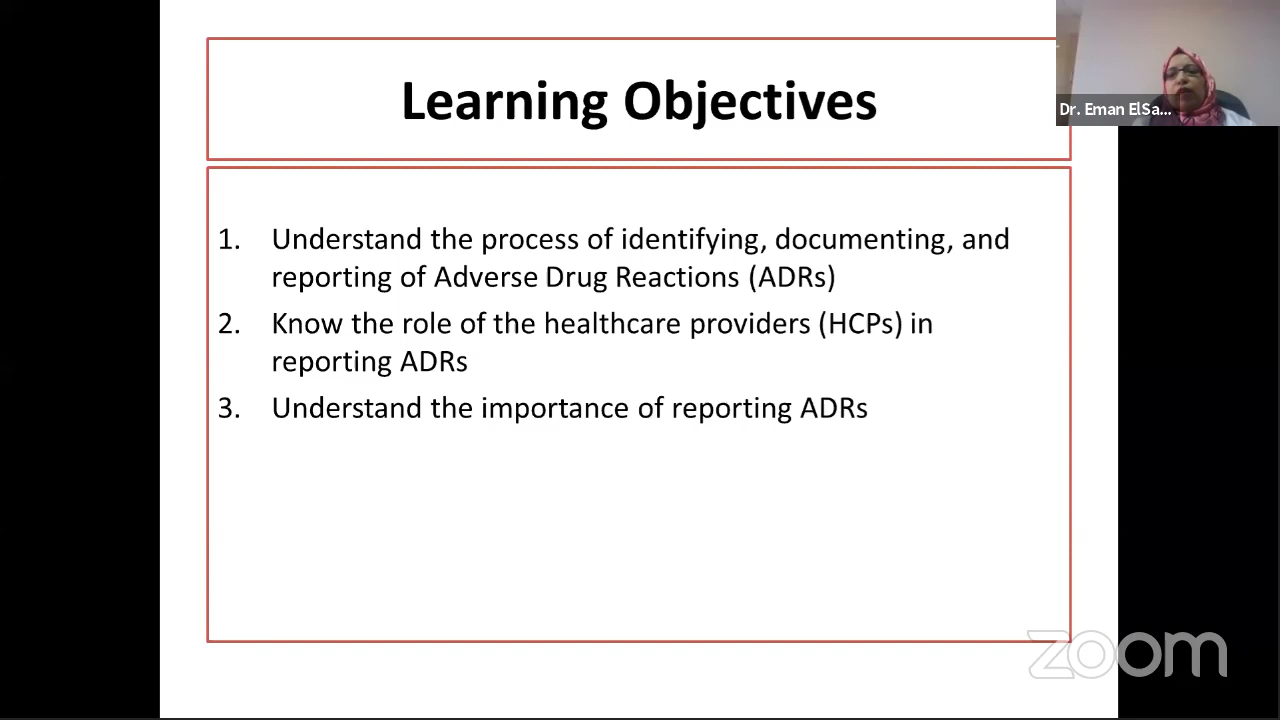 Learning Objectives
Dr. Eman ElSa...
1. Understand the process of identifying, documenting, and
reporting of Adverse Drug Reactions (ADRs)
2. Know the role of the healthcare providers (HCPs) in
reporting ADRs
3. Understand the importance of reporting ADRs
zoom